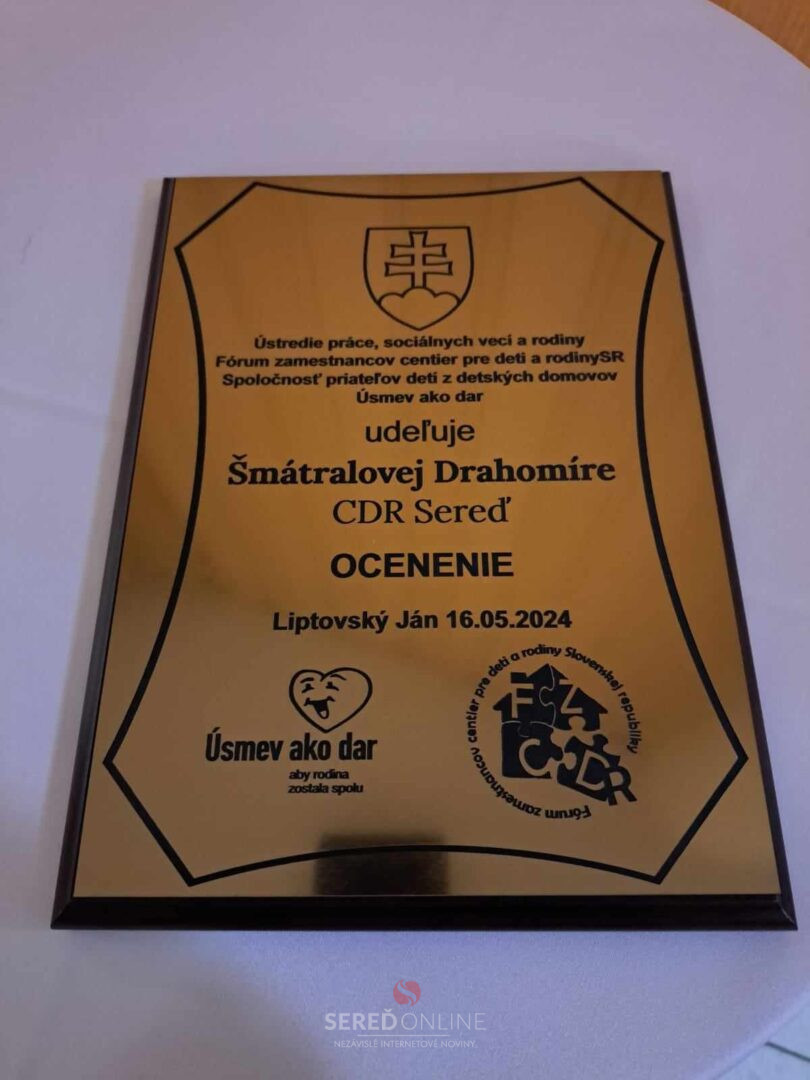 Ústredie práce, sociálnych veci a rodiny
Fórum zamestnancov centier pre deti a rodinySR
Spoločnosť priateľov detí z detských domovov
Úsmev ako dar
udeľuje
Šmátralovej Drahomíre
CDR Sereď
OCENENIE
Liptovský Ján 16.05.2024
Úsmev ako dar
aby rodina
zostala spolu
Fórum zamestnancov centier pre deti a rodiny Slovenskej republiky
FZ
CDR
SEREĎONLINE
NEZÁVISLÉ INTERNETOVÉ NOVINY.